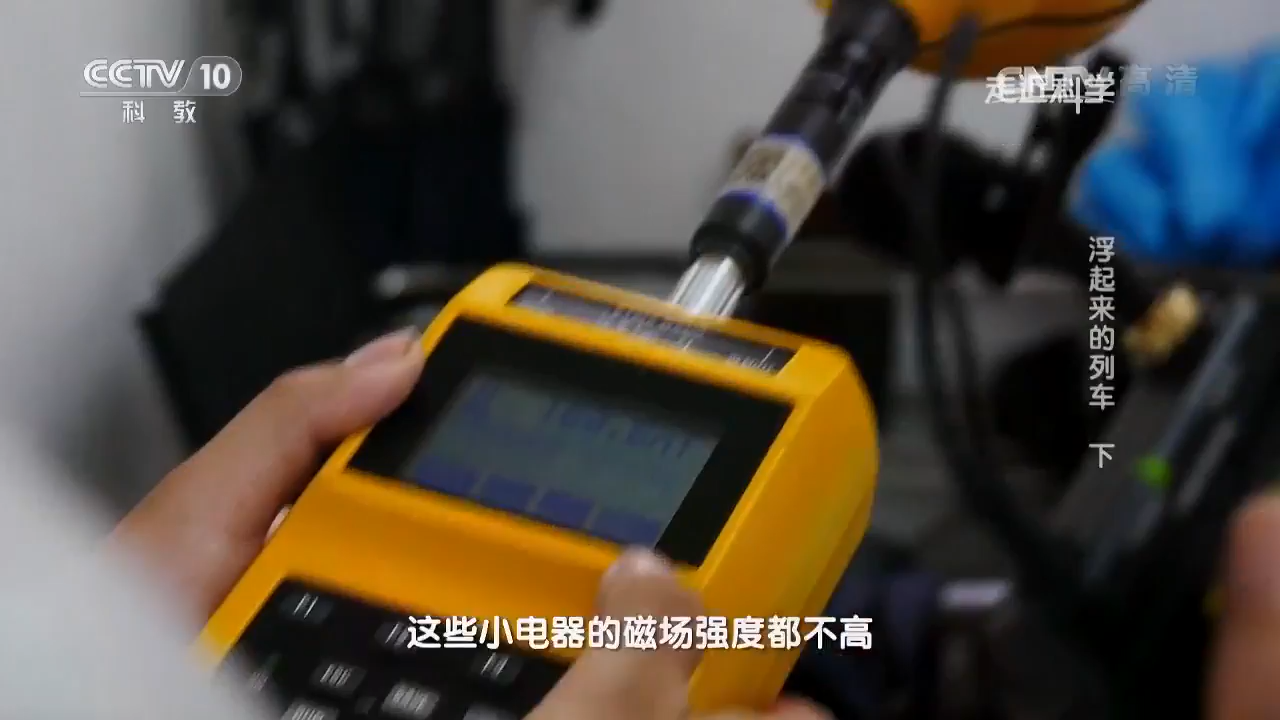 CCTV 10
科教
走近科学
高清
浮起来的列车 下
这些小电器的磁场强度都不高